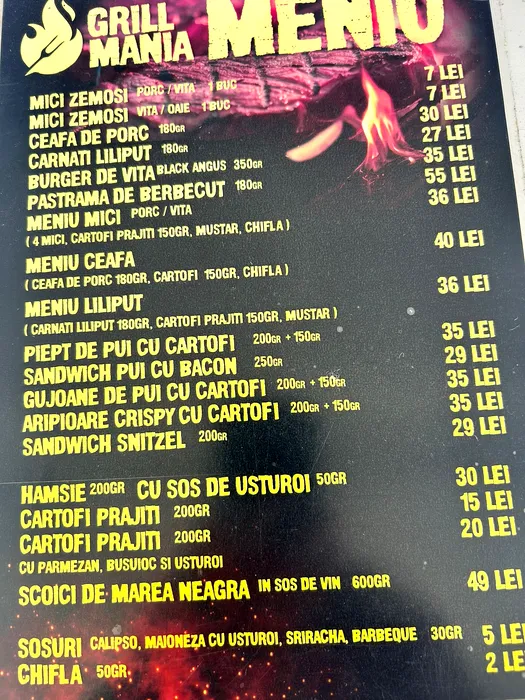 GRILL
MANIA
MENIU
MICI ZEMOSI PORC / VITA 1 BUC 7 LEI
MICI ZEMOSI VITA / OAIE 1 BUC 7 LEI
CEAFA DE PORC 180GR 30 LEI
CARNATI LILIPUT 180GR 27 LEI
BURGER DE VITA BLACK ANGUS 350GR 35 LEI
PASTRAMA DE BERBECUT 180GR 55 LEI
MENIU MICI PORC / VITA 36 LEI
( 4 MICI, CARTOFI PRAJITI 150GR, MUSTAR, CHIFLA )
MENIU CEAFA 40 LEI
( CEAFA DE PORC 180GR, CARTOFI 150GR, CHIFLA )
MENIU LILIPUT 36 LEI
( CARNATI LILIPUT 180GR, CARTOFI PRAJITI 150GR, MUSTAR )
PIEPT DE PUI CU CARTOFI 200GR + 150GR 35 LEI
SANDWICH PUI CU BACON 250GR 29 LEI
GUJOANE DE PUI CU CARTOFI 200GR + 150GR 35 LEI
ARIPIOARE CRISPY CU CARTOFI 200GR + 150GR 35 LEI
SANDWICH SNITZEL 200GR 29 LEI
HAMSIE 200GR CU SOS DE USTUROI 50GR 30 LEI
CARTOFI PRAJITI 200GR 15 LEI
CARTOFI PRAJITI 200GR 20 LEI
CU PARMEZAN, BUSUIOC SI USTUROI
SCOICI DE MAREA NEAGRA IN SOS DE VIN 600GR 49 LEI
SOSURI CALIPSO, MAIONEZA CU USTUROI, SRIRACHA, BARBEQUE 30GR 5 LE
CHIFLA 50GR 2 LE